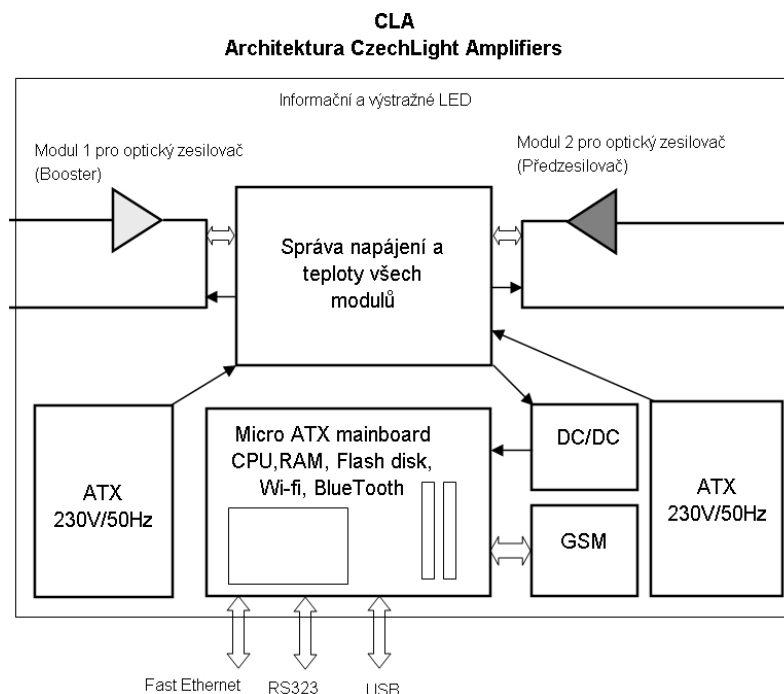 CLA
Architektura CzechLight Amplifiers
Informační a výstražné LED
Modul 1 pro optický zesilovač
(Booster)
Modul 2 pro optický zesilovač
(Předzesilovač)
Správa napájení a
teploty všech
modulů
ATX
230V/50Hz
Micro ATX mainboard
CPU,RAM, Flash disk,
Wi-fi, BlueTooth
DC/DC
GSM
ATX
230V/50Hz
Fast Ethernet
RS323
USB